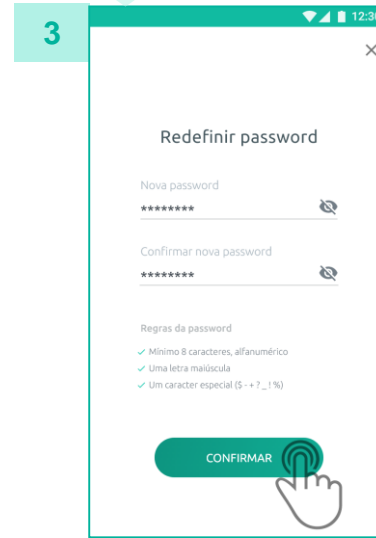 3
12:30
Redefinir password
Nova password
********
Confirmar nova password
********
Regras da password
Mínimo 8 caracteres, alfanumérico
Uma letra maiúscula
Um caracter especial ($ - + ? _ ! %)
CONFIRMAR